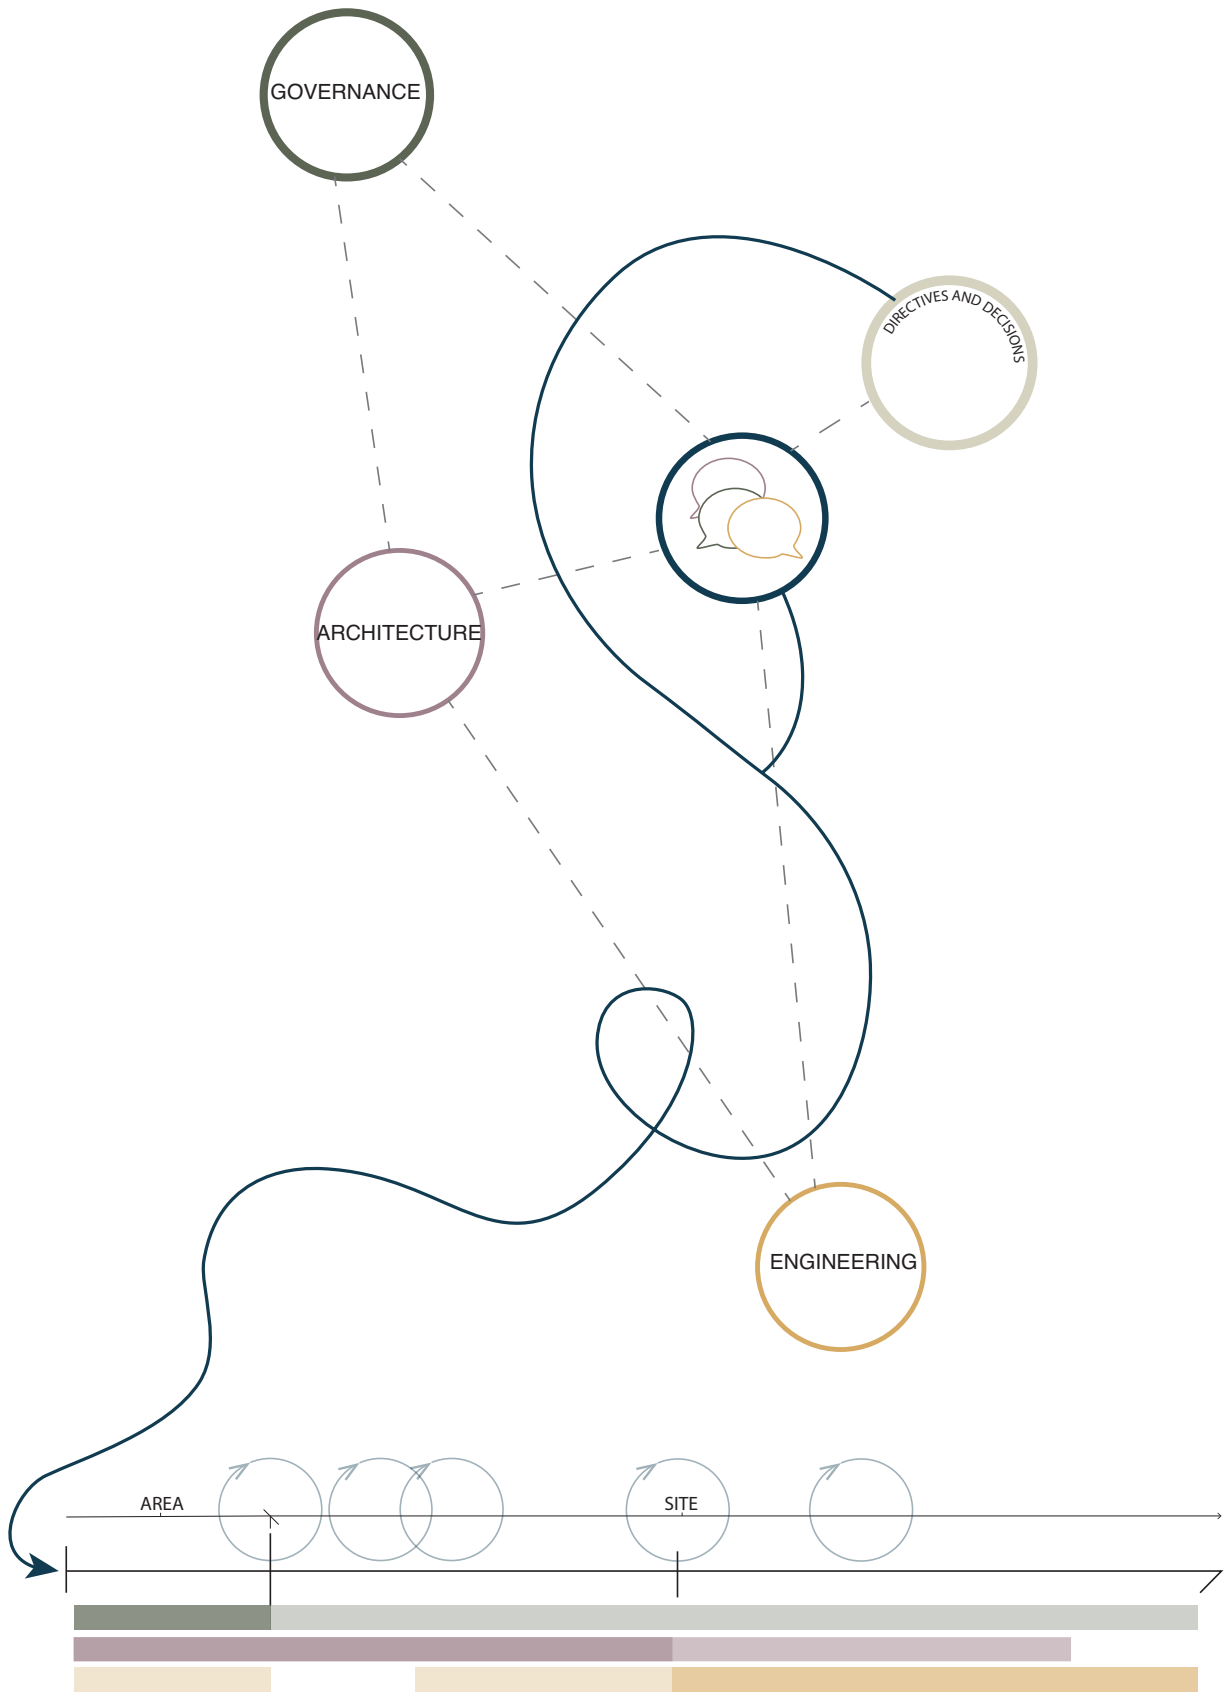 GOVERNANCE
DIRECTIVES AND DECISIONS
ARCHITECTURE
ENGINEERING
AREA
SITE